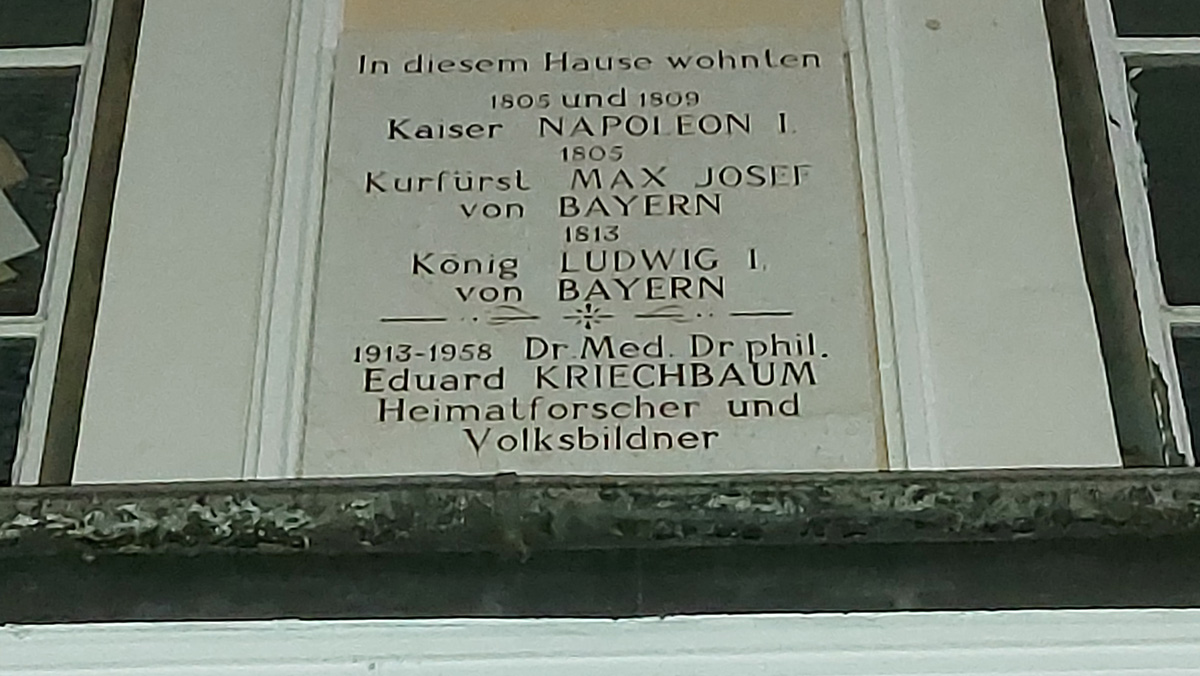 In diesem Hause wohnten
1805 und 1809
Kaiser NAPOLEON I.
1805
Kurfürst MAX JOSEF
von BAYERN
1813
König LUDWIG I.
von BAYERN
1913-1958 Dr. Med. Dr. phil.
Eduard KRIECHBAUM
Heimatforscher und
Volksbildner